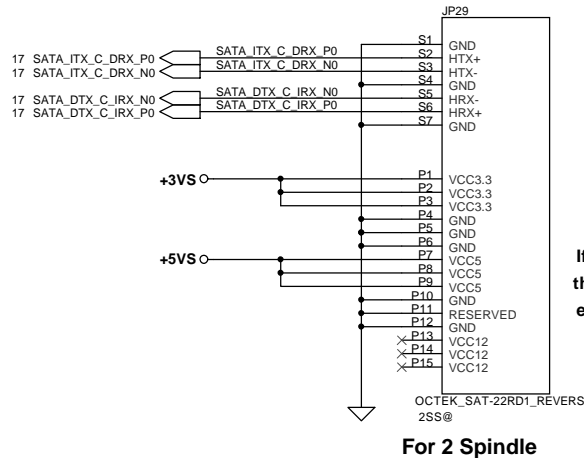 JP29
S1 GND
17 SATA_ITX_C_DRX_P0 SATA_ITX_C_DRX_P0 S2 HTX+
17 SATA_ITX_C_DRX_N0 SATA_ITX_C_DRX_N0 S3 HTX-
S4 GND
17 SATA_DTX_C_IRX_N0 SATA_DTX_C_IRX_N0 S5 HRX-
17 SATA_DTX_C_IRX_P0 SATA_DTX_C_IRX_P0 S6 HRX+
S7 GND
+3VS P1 VCC3.3
P2 VCC3.3
P3 VCC3.3
P4 GND
P5 GND
P6 GND
+5VS P7 VCC5
P8 VCC5
P9 VCC5
P10 GND
P11 RESERVED
P12 GND
P13 VCC12
P14 VCC12
P15 VCC12
OCTEK_SAT-22RD1_REVERS
2SS@
For 2 Spindle